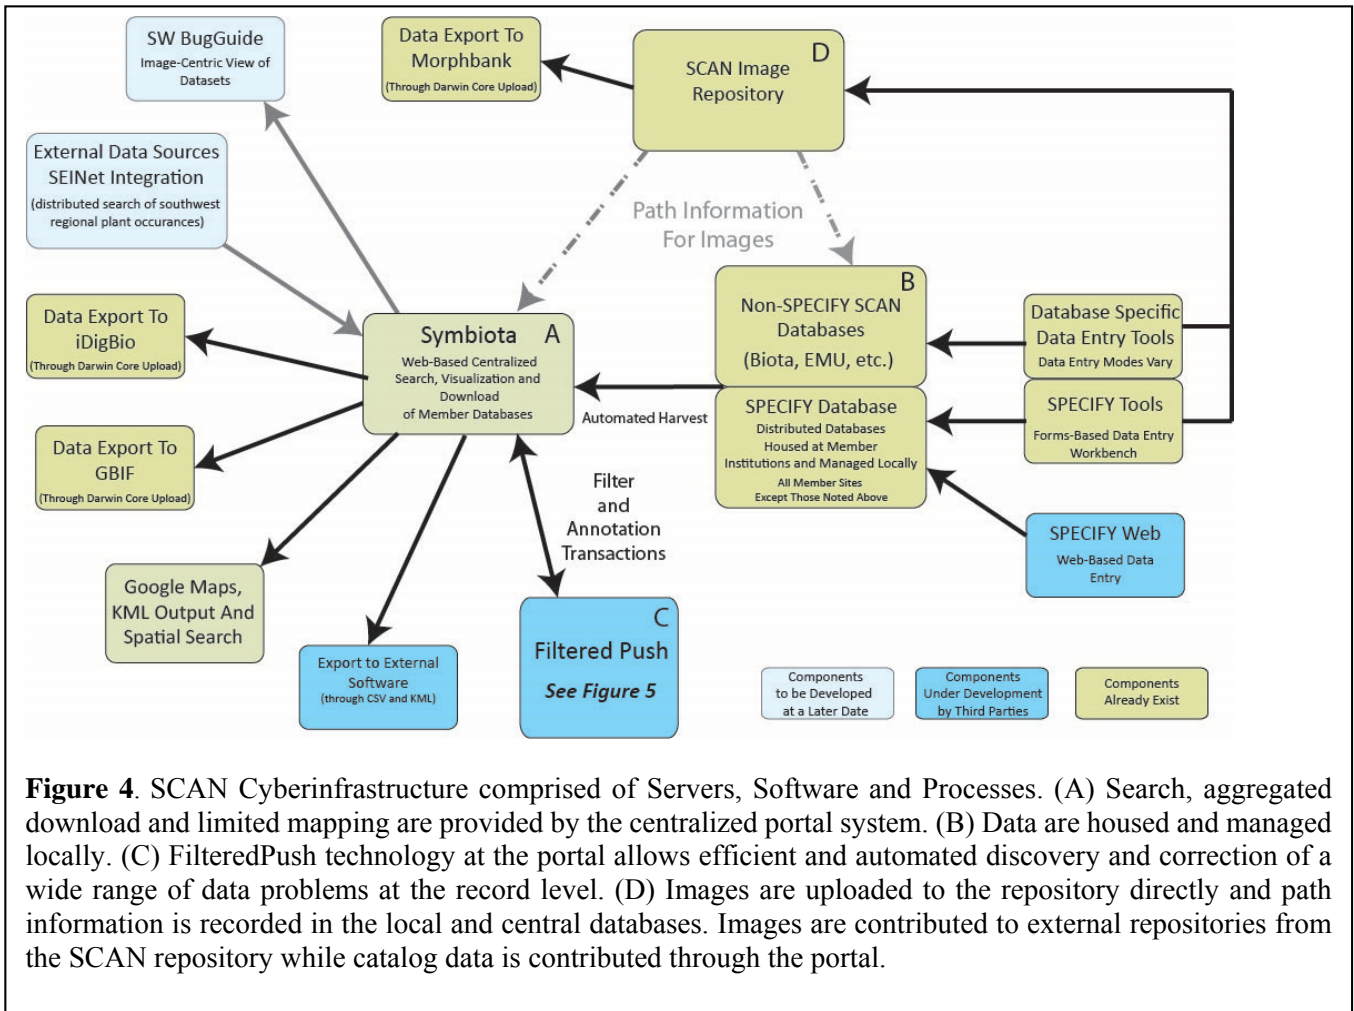 SW BugGuide
Image-Centric View of
Datasets
Data Export To
Morphbank
(Through Darwin Core Upload)
D
SCAN Image
Repository
External Data Sources
SEINet Integration
(distributed search of southwest
regional plant occurances)
Path Information
For Images
Data Export To
iDigBio
(Through Darwin Core Upload)
Symbiota
A
Web-Based Centralized
Search, Visualization and
Download
of Member Databases
B
Non-SPECIFY SCAN
Databases
(Biota, EMU, etc.)
Database Specific
Data Entry Tools
Data Entry Modes Vary
Automated Harvest
SPECIFY Database
Distributed Databases
Housed at Member
Institutions and Managed Locally
All Member Sites
Except Those Noted Above
SPECIFY Tools
Forms-Based Data Entry
Workbench
Data Export To
GBIF
(Through Darwin Core Upload)
Filter
and
Annotation
Transactions
SPECIFY Web
Web-Based Data
Entry
Google Maps,
KML Output And
Spatial Search
Export to External
Software
(through CSV and KML)
C
Filtered Push
See Figure 5
Components
to be Developed
at a Later Date
Components
Under Development
by Third Parties
Components
Already Exist
Figure 4. SCAN Cyberinfrastructure comprised of Servers, Software and Processes. (A) Search, aggregated
download and limited mapping are provided by the centralized portal system. (B) Data are housed and managed
locally. (C) FilteredPush technology at the portal allows efficient and automated discovery and correction of a
wide range of data problems at the record level. (D) Images are uploaded to the repository directly and path
information is recorded in the local and central databases. Images are contributed to external repositories from
the SCAN repository while catalog data is contributed through the portal.